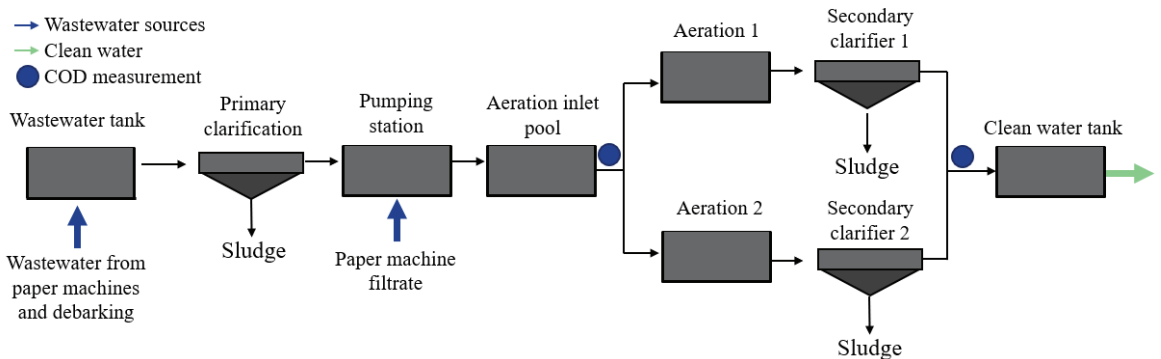 Wastewater sources
Clean water
COD measurement
Wastewater tank
Wastewater from
paper machines
and debarking
Primary
clarification
Sludge
Pumping
station
Paper machine
filtrate
Aeration inlet
pool
Aeration 1
Secondary
clarifier 1
Sludge
Aeration 2
Secondary
clarifier 2
Sludge
Clean water tank